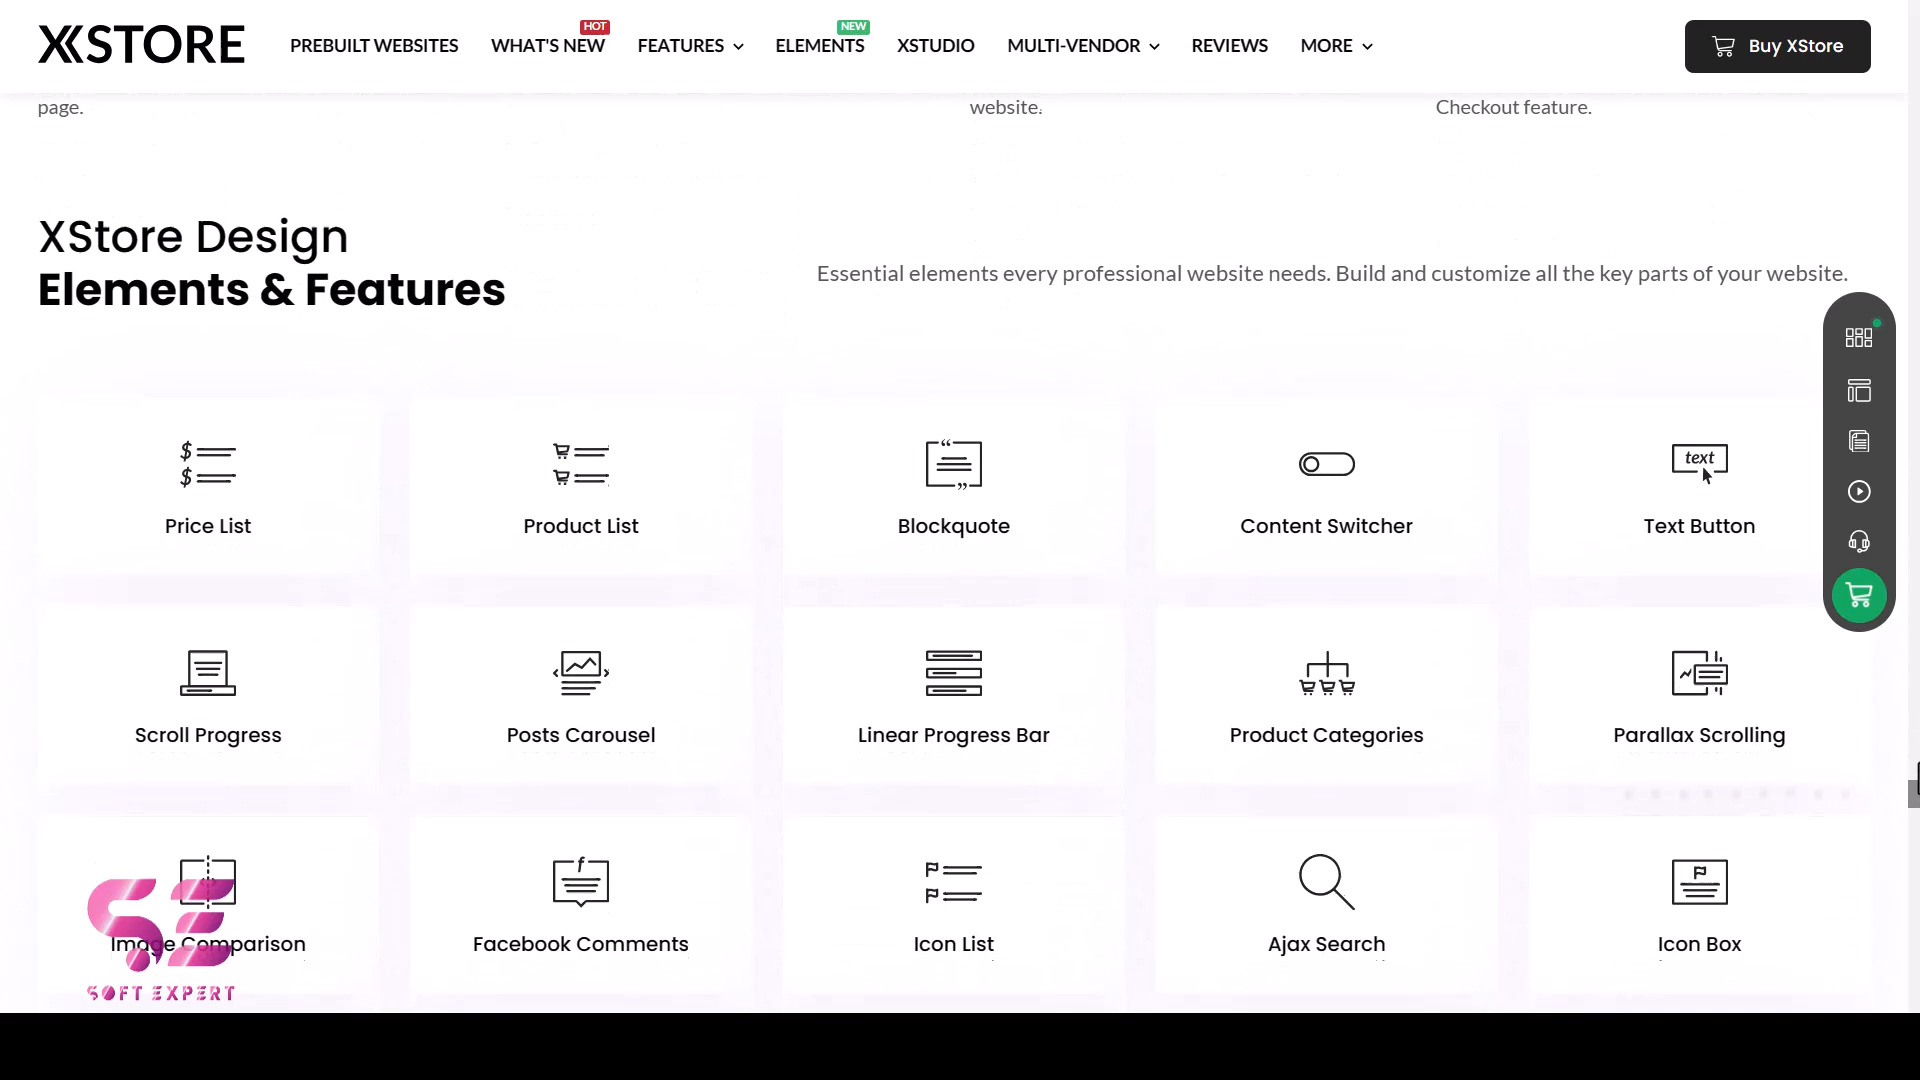 XSTORE
PREBUILT WEBSITES
WHAT'S NEW
HOT
FEATURES
ELEMENTS
NEW
XSTUDIO
MULTI-VENDOR
REVIEWS
MORE
Buy XStore
page.
website.
Checkout feature.
XStore Design
Elements & Features
Essential elements every professional website needs. Build and customize all the key parts of your website.
$
$
Price List
Product List
Blockquote
Content Switcher
text
Text Button
Scroll Progress
Posts Carousel
Linear Progress Bar
Product Categories
Parallax Scrolling
Image Comparison
f
Facebook Comments
Icon List
Ajax Search
Icon Box
SE
SOFT EXPERT